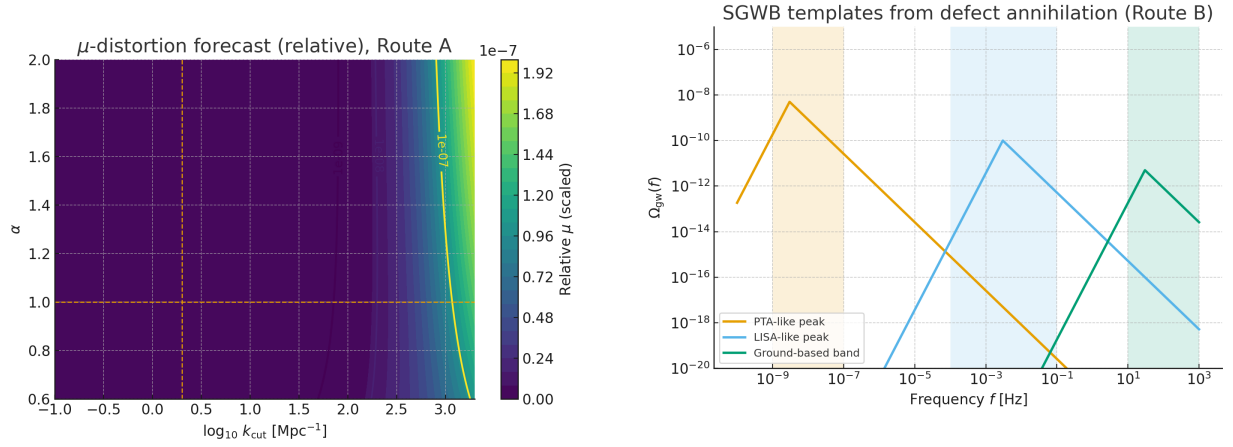 μ-distortion forecast (relative), Route A
1e−7
2.0
1.8
1.6
1.4
1.2
1.0
0.8
0.6
α
1e-07
−1.0 −0.5 0.0 0.5 1.0 1.5 2.0 2.5 3.0
log₁₀ k_cut [Mpc⁻¹]
1.92
1.68
1.44
1.20
0.96
0.72
0.48
0.24
0.00
Relative μ (scaled)
SGWB templates from defect annihilation (Route B)
10⁻⁶
10⁻⁸
10⁻¹⁰
10⁻¹²
10⁻¹⁴
10⁻¹⁶
10⁻¹⁸
10⁻²⁰
Ω_gw(f)
PTA-like peak
LISA-like peak
Ground-based band
10⁻⁹ 10⁻⁷ 10⁻⁵ 10⁻³ 10⁻¹ 10¹ 10³
Frequency f [Hz]